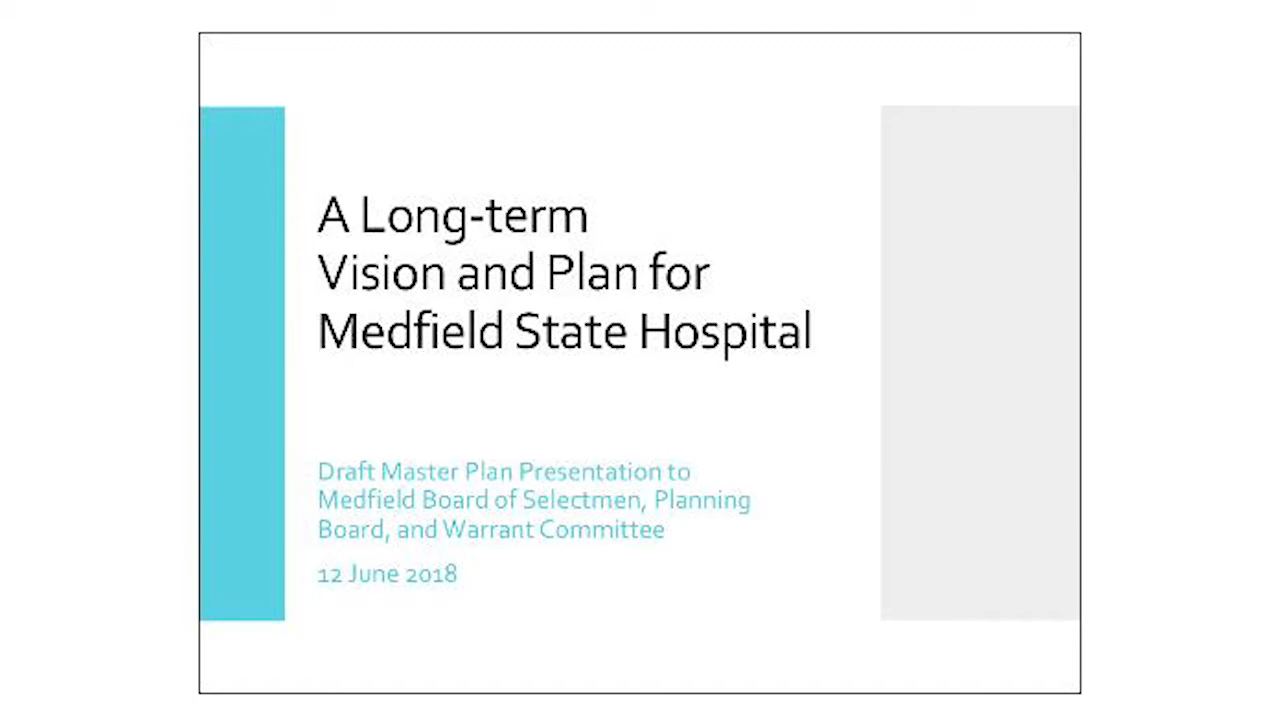 A Long-term
Vision and Plan for
Medfield State Hospital
Draft Master Plan Presentation to
Medfield Board of Selectmen, Planning
Board, and Warrant Committee
12 June 2018